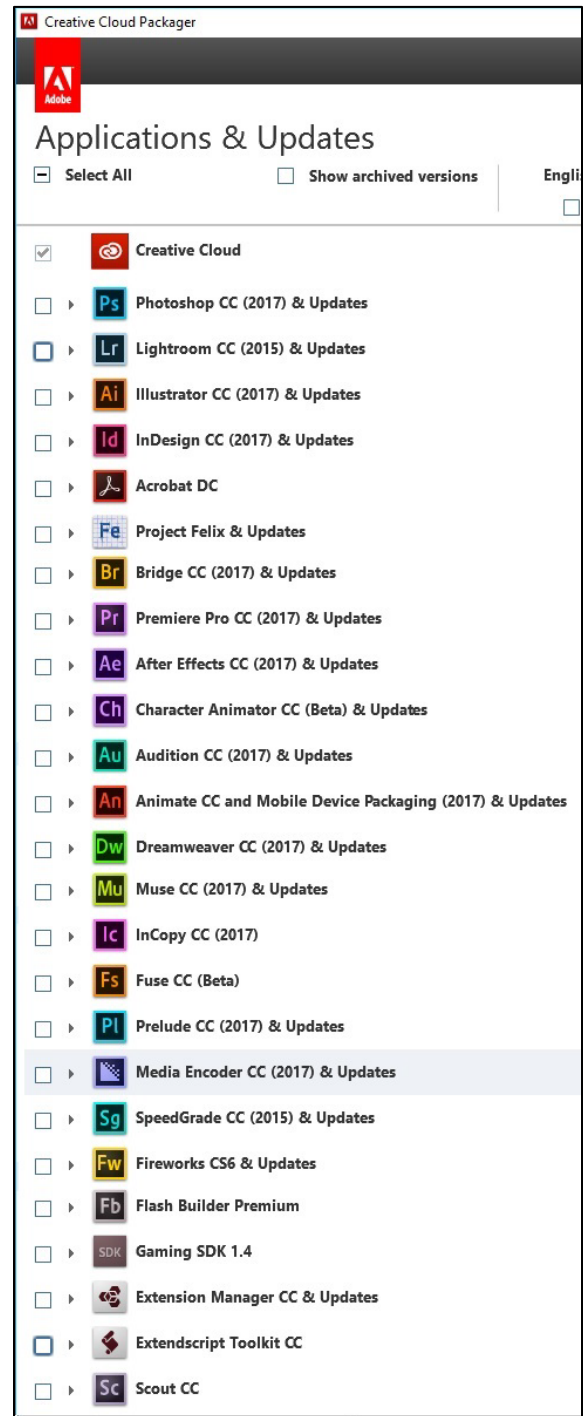 Creative Cloud Packager
Adobe
Applications & Updates
Select All Show archived versions Engli
Creative Cloud
Ps Photoshop CC (2017) & Updates
Lr Lightroom CC (2015) & Updates
Ai Illustrator CC (2017) & Updates
Id InDesign CC (2017) & Updates
Acrobat DC
Fe Project Felix & Updates
Br Bridge CC (2017) & Updates
Pr Premiere Pro CC (2017) & Updates
Ae After Effects CC (2017) & Updates
Ch Character Animator CC (Beta) & Updates
Au Audition CC (2017) & Updates
An Animate CC and Mobile Device Packaging (2017) & Updates
Dw Dreamweaver CC (2017) & Updates
Mu Muse CC (2017) & Updates
Ic InCopy CC (2017)
Fs Fuse CC (Beta)
Pl Prelude CC (2017) & Updates
Media Encoder CC (2017) & Updates
Sg SpeedGrade CC (2015) & Updates
Fw Fireworks CS6 & Updates
Fb Flash Builder Premium
SDK Gaming SDK 1.4
Extension Manager CC & Updates
Extendscript Toolkit CC
Sc Scout CC